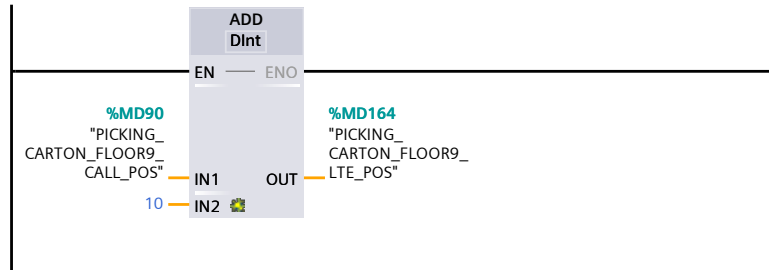 ADD
DInt
EN
ENO
%MD90
"PICKING_
CARTON_FLOOR9_
CALL_POS"
IN1
10
IN2
%MD164
"PICKING_
CARTON_FLOOR9_
LTE_POS"
OUT